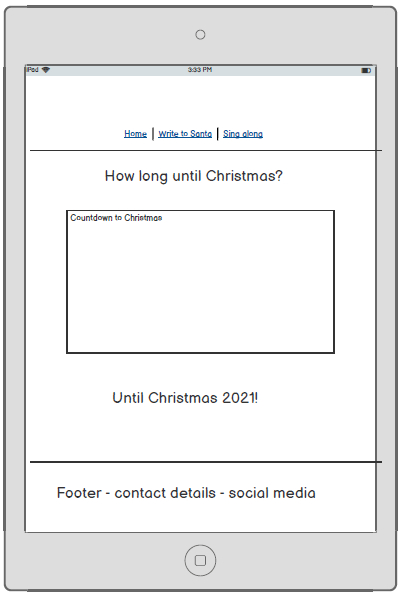 iPad 3:33 PM
Home | Write to Santa | Sing along
How long until Christmas?
Countdown to Christmas
Until Christmas 2021!
Footer - contact details - social media